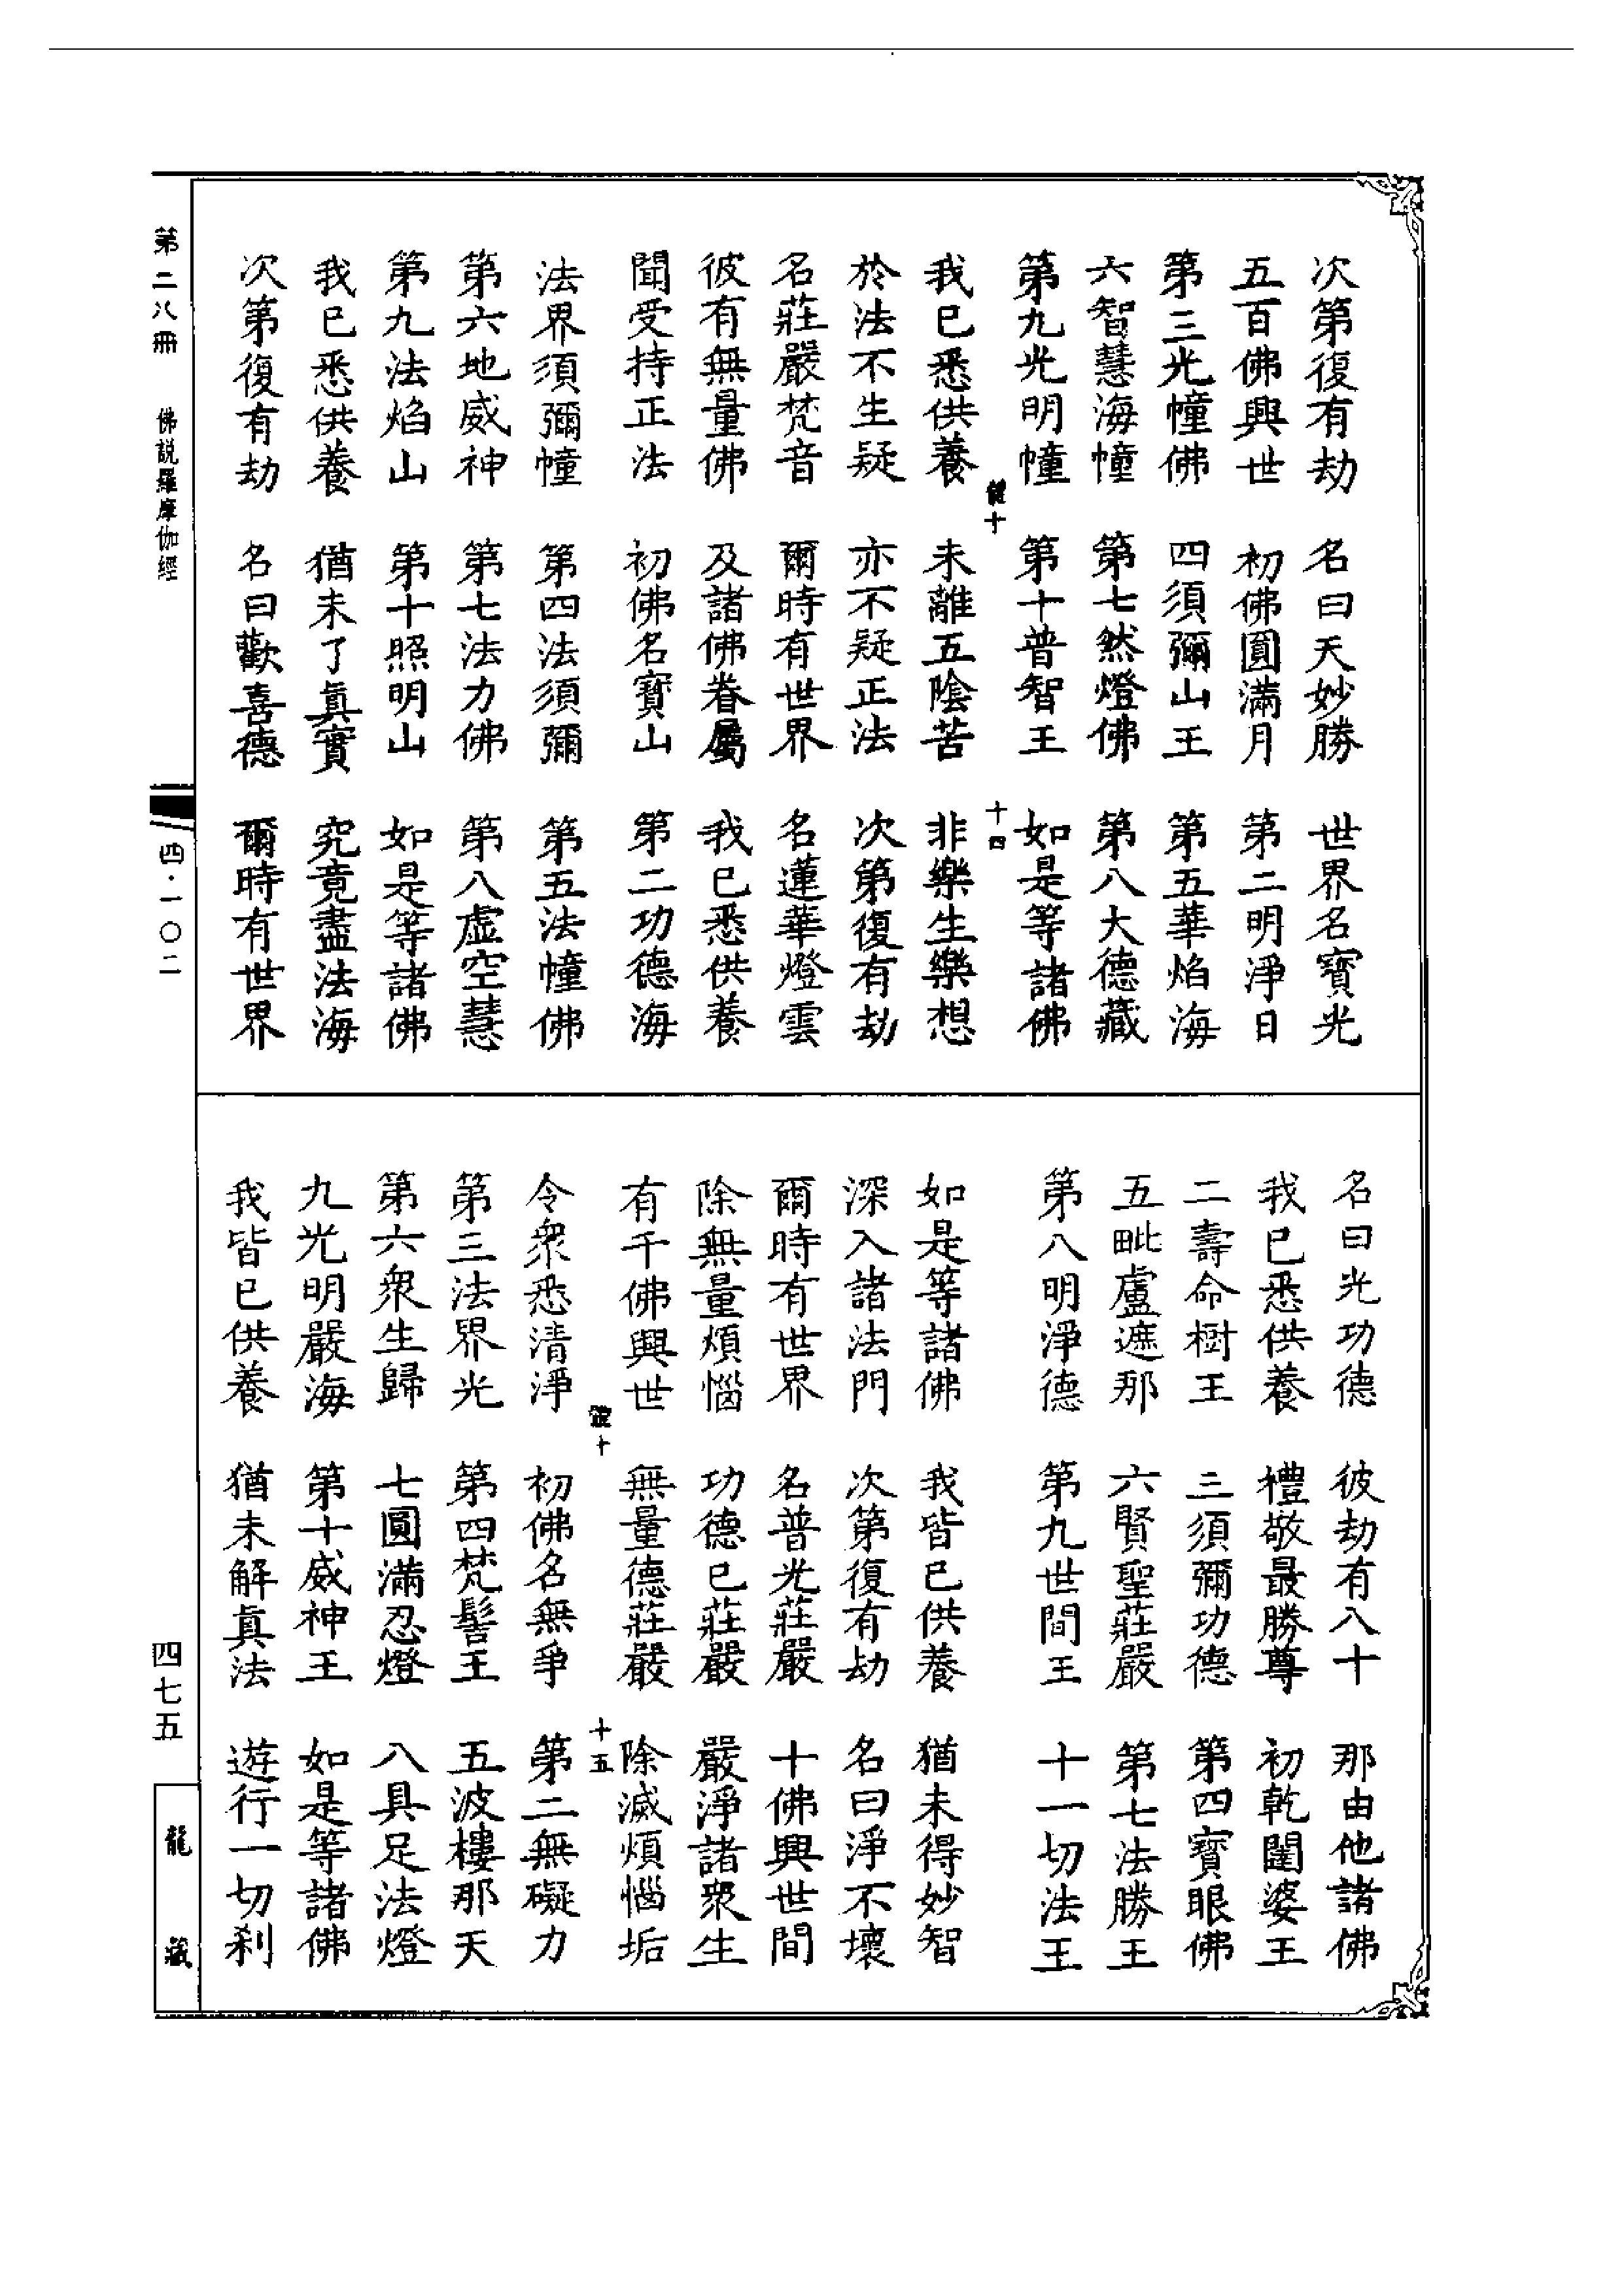 次第復有劫　名曰天妙勝　世界名寶光
五百佛興世　初佛圓滿月　第二明淨日
第三光幢佛　四須彌山王　第五華焰海
六智慧海幢　第七然燈佛　第八大德藏
第九光明幢　第十普智王　如是等諸佛
十　十四
我已悉供養　未離五陰苦　非樂生樂想
於法不生疑　亦不疑正法　次第復有劫
名莊嚴梵音　爾時有世界　名蓮華燈雲
彼有無量佛　及諸佛眷屬　我已悉供養
聞受持正法　初佛名寶山　第二功德海
法界須彌幢　第四法須彌　第五法幢佛
第六地威神　第七法力佛　第八虛空慧
第九法焰山　第十照明山　如是等諸佛
我已悉供養　猶未了真實　究竟盡法海
次第復有劫　名曰歡喜德　爾時有世界
名曰光功德　彼劫有八十　那由他諸佛
我已悉供養　禮敬最勝尊　初乾闥婆王
二壽命樹王　三須彌功德　第四寶眼佛
五毗盧遮那　六賢聖莊嚴　第七法勝王
第八明淨德　第九世間王　十一切法王
如是等諸佛　我皆已供養　猶未得妙智
深入諸法門　次第復有劫　名曰淨不壞
爾時有世界　名普光莊嚴　十佛興世間
除無量煩惱　功德已莊嚴　嚴淨諸眾生
有千佛興世　無量德莊嚴　除滅煩惱垢
十　十五
令眾悉清淨　初佛名無爭　第二無礙力
第三法界光　第四梵髻王　五波樓那天
第六眾生歸　七圓滿忍燈　八具足法燈
九光明嚴海　第十威神王　如是等諸佛
我皆已供養　猶未解真法　遊行一切剎
第二八冊　佛説羅摩伽經　四·一〇二　四七五　龍藏